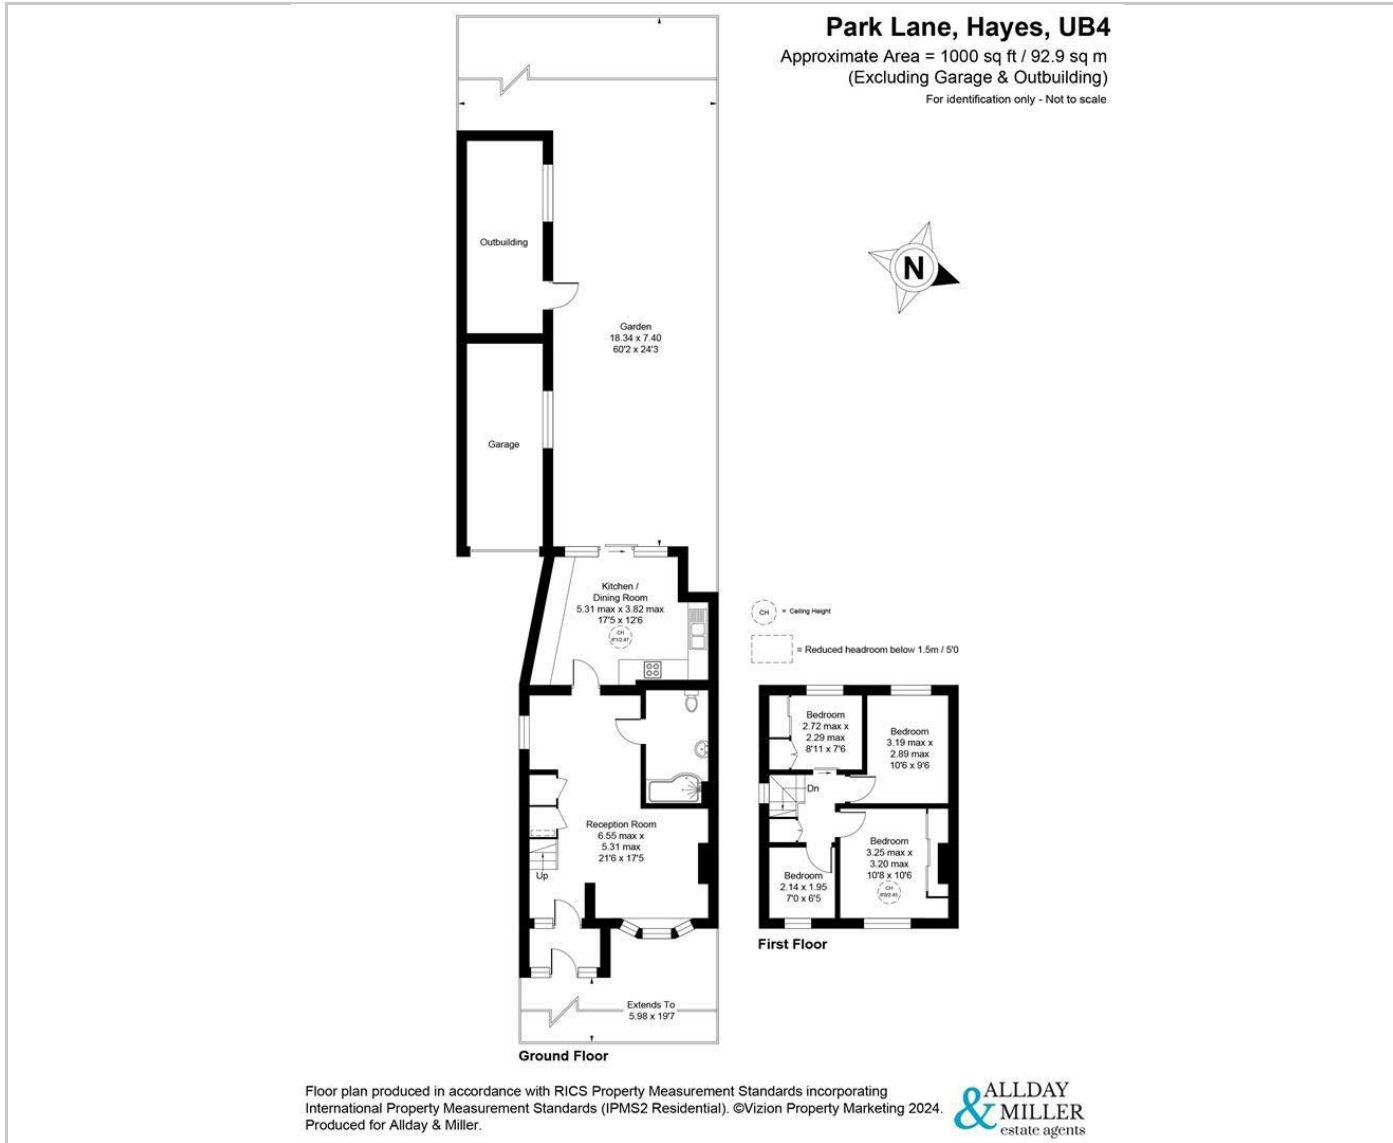 Park Lane, Hayes, UB4
Approximate Area = 1000 sq ft / 92.9 sq m
(Excluding Garage & Outbuilding)
For identification only - Not to scale
Outbuilding
N
Garden
18.34 x 7.40
60'2 x 24'3
Garage
Kitchen /
Dining Room
5.31 max x 3.82 max
17'5 x 12'6
CH
CH
= Ceiling Height
= Reduced headroom below 1.5m / 5'0
Reception Room
6.55 max x
5.31 max
21'6 x 17'5
Up
Bedroom
2.72 max x
2.29 max
8'11 x 7'6
Bedroom
3.19 max x
2.89 max
10'6 x 9'6
Dn
Bedroom
3.25 max x
3.20 max
10'8 x 10'6
CH
Bedroom
2.14 x 1.95
7'0 x 6'5
First Floor
Extends To
5.98 x 19'7
Ground Floor
Floor plan produced in accordance with RICS Property Measurement Standards incorporating
International Property Measurement Standards (IPMS2 Residential). ©Vizion Property Marketing 2024.
Produced for Allday & Miller.
ALLDAY
& MILLER
estate agents